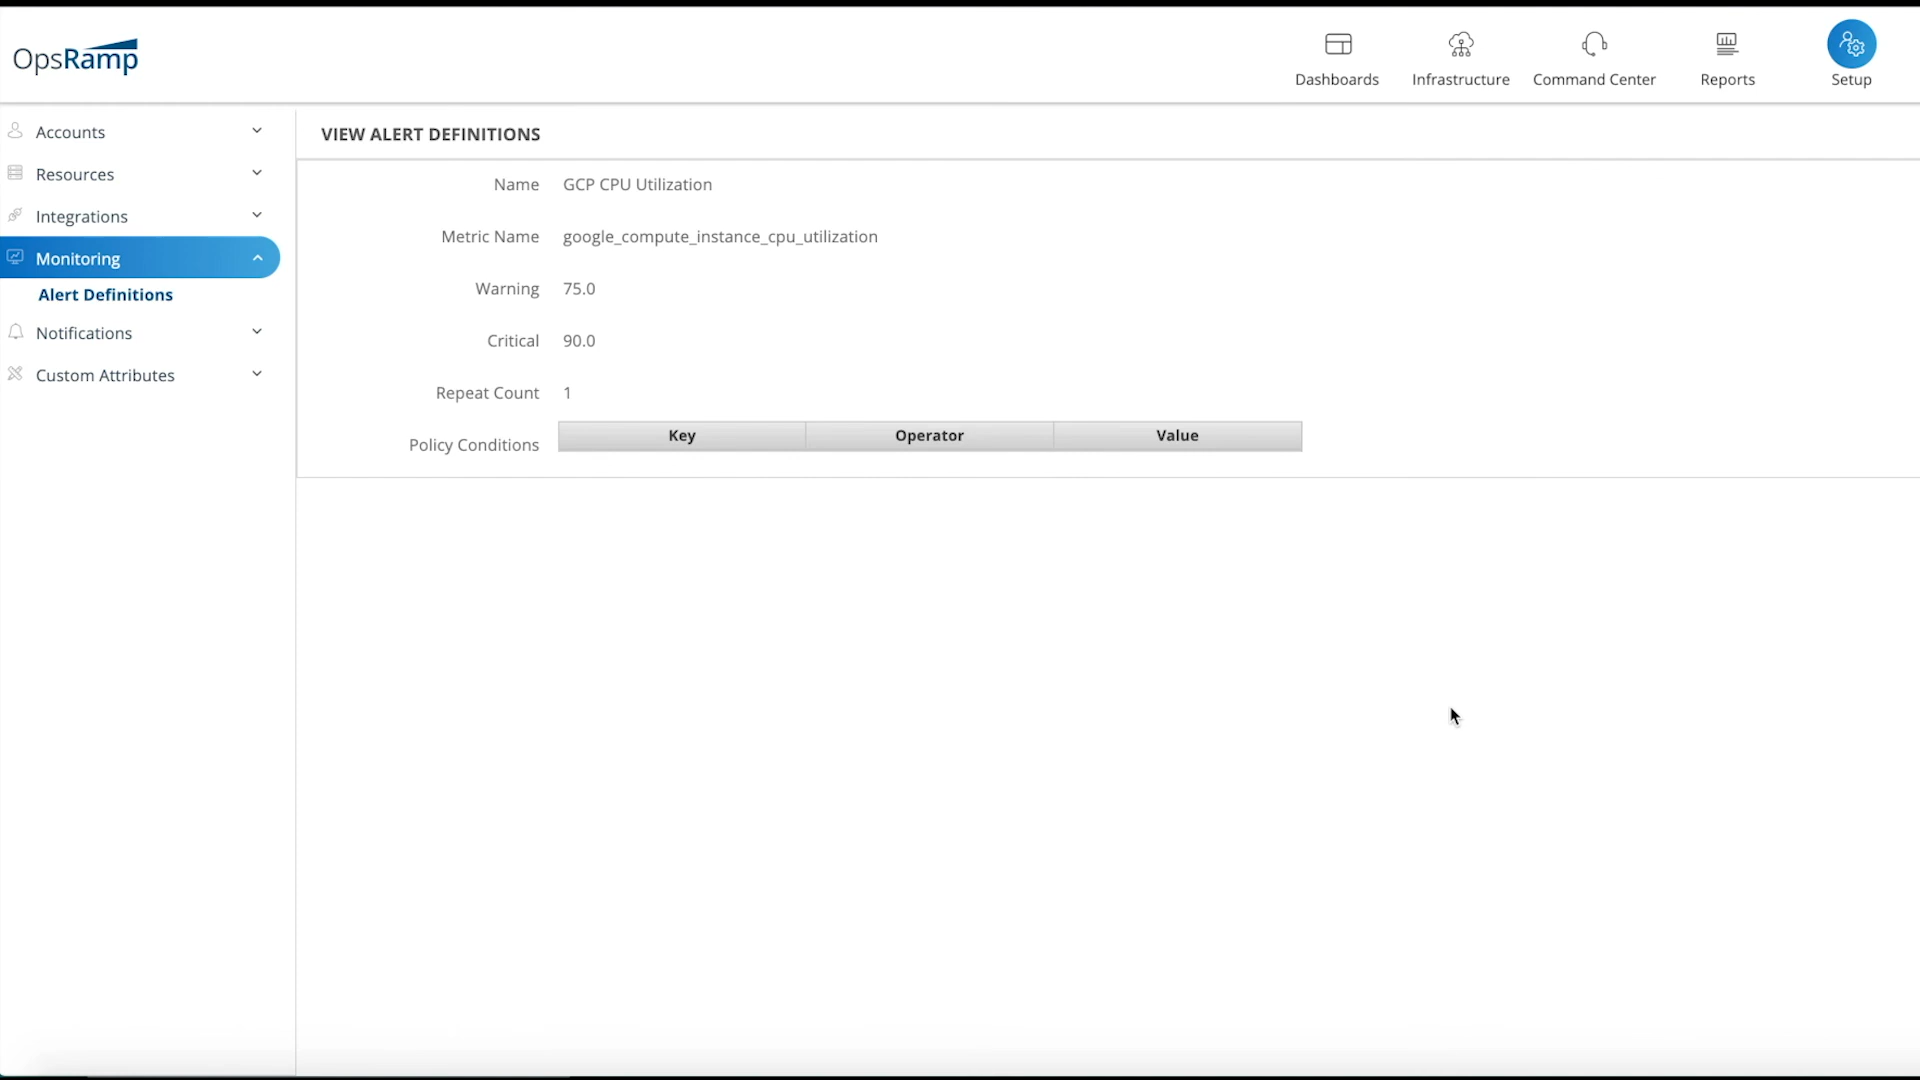 OpsRamp
Dashboards
Infrastructure
Command Center
Reports
Setup
Accounts
Resources
Integrations
Monitoring
Alert Definitions
Notifications
Custom Attributes
VIEW ALERT DEFINITIONS
Name GCP CPU Utilization
Metric Name google_compute_instance_cpu_utilization
Warning 75.0
Critical 90.0
Repeat Count 1
Policy Conditions Key Operator Value